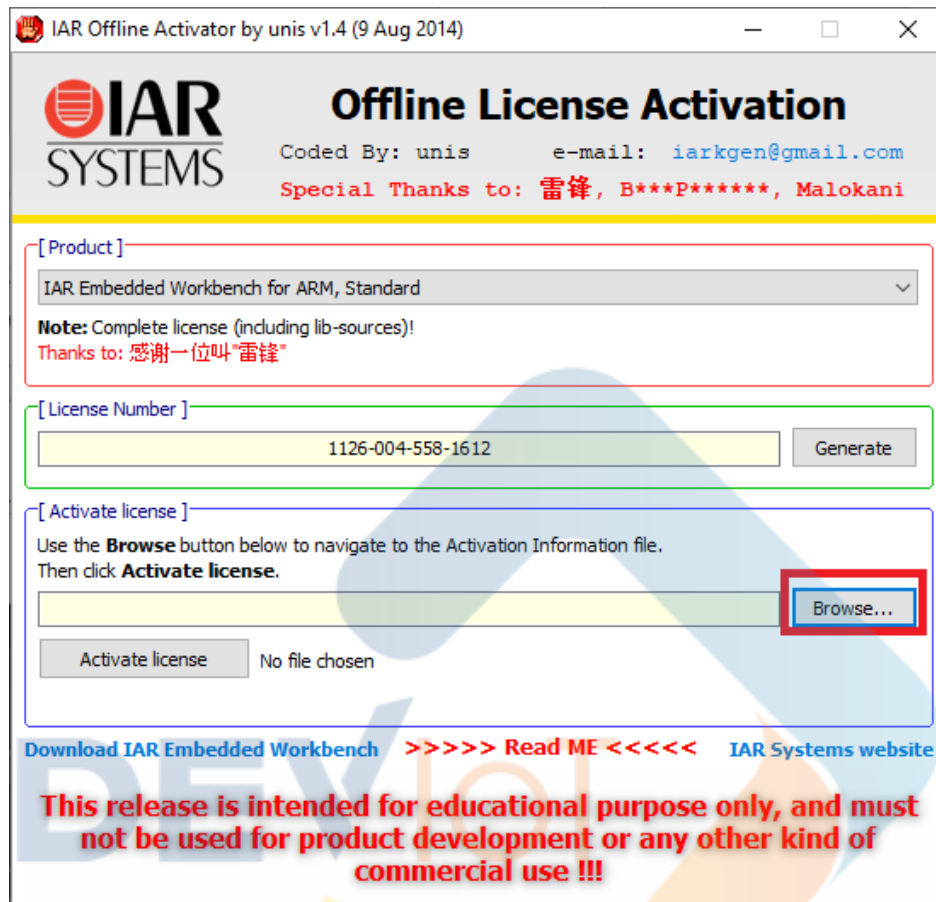 IAR Offline Activator by unis v1.4 (9 Aug 2014)
IAR
SYSTEMS
Offline License Activation
Coded By: unis e-mail: iarkgen@gmail.com
Special Thanks to: 雷锋, B***P******, Malokani
[ Product ]
IAR Embedded Workbench for ARM, Standard
Note: Complete license (including lib-sources)!
Thanks to: 感谢一位叫"雷锋"
[ License Number ]
1126-004-558-1612
Generate
[ Activate license ]
Use the Browse button below to navigate to the Activation Information file.
Then click Activate license.
Browse...
Activate license No file chosen
Download IAR Embedded Workbench >>>>> Read ME <<<<< IAR Systems website
DEVIOT
This release is intended for educational purpose only, and must
not be used for product development or any other kind of
commercial use !!!